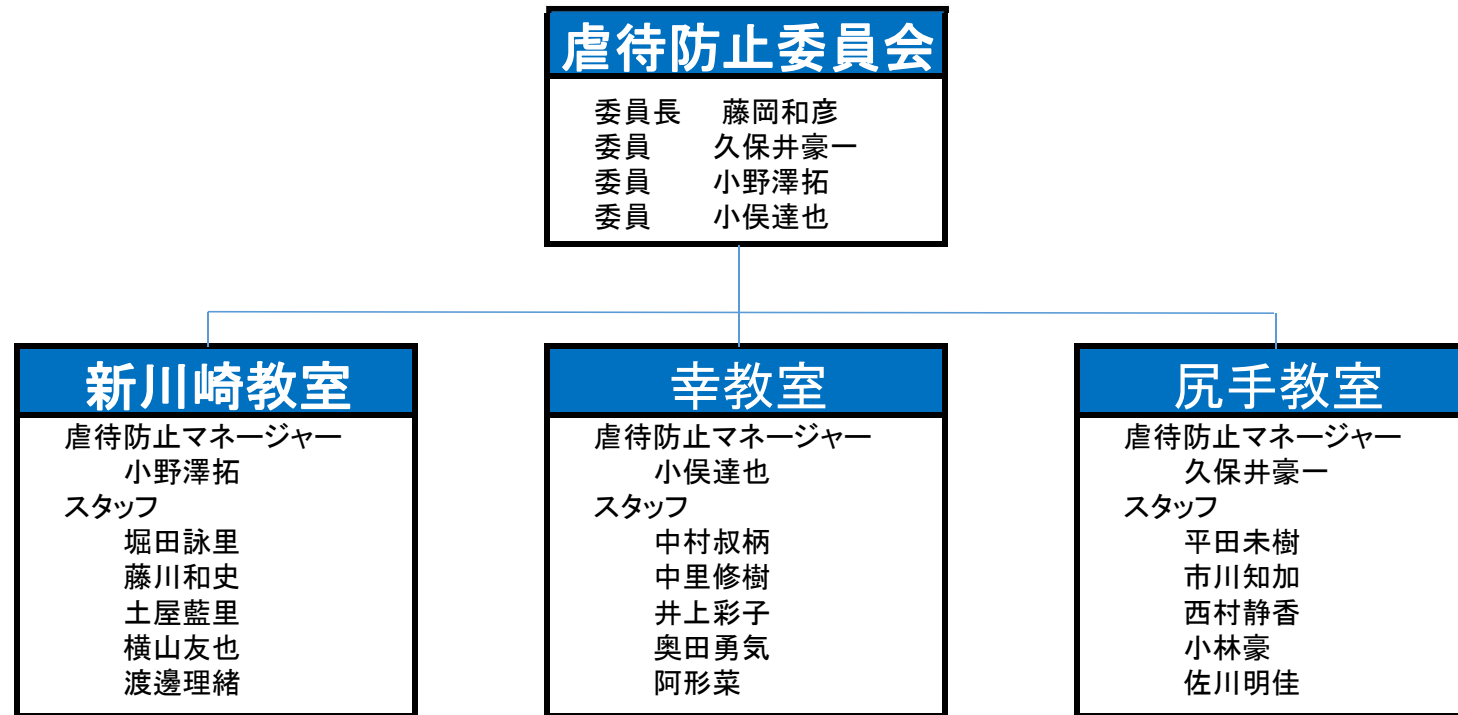 虐待防止委員会
委員長 藤岡和彦
委員 久保井豪一
委員 小野澤拓
委員 小俣達也
新川崎教室
虐待防止マネージャー
小野澤拓
スタッフ
堀田詠里
藤川和史
土屋藍里
横山友也
渡邊理緒
幸教室
虐待防止マネージャー
小俣達也
スタッフ
中村叔柄
中里修樹
井上彩子
奥田勇気
阿形菜
尻手教室
虐待防止マネージャー
久保井豪一
スタッフ
平田未樹
市川知加
西村静香
小林豪
佐川明佳